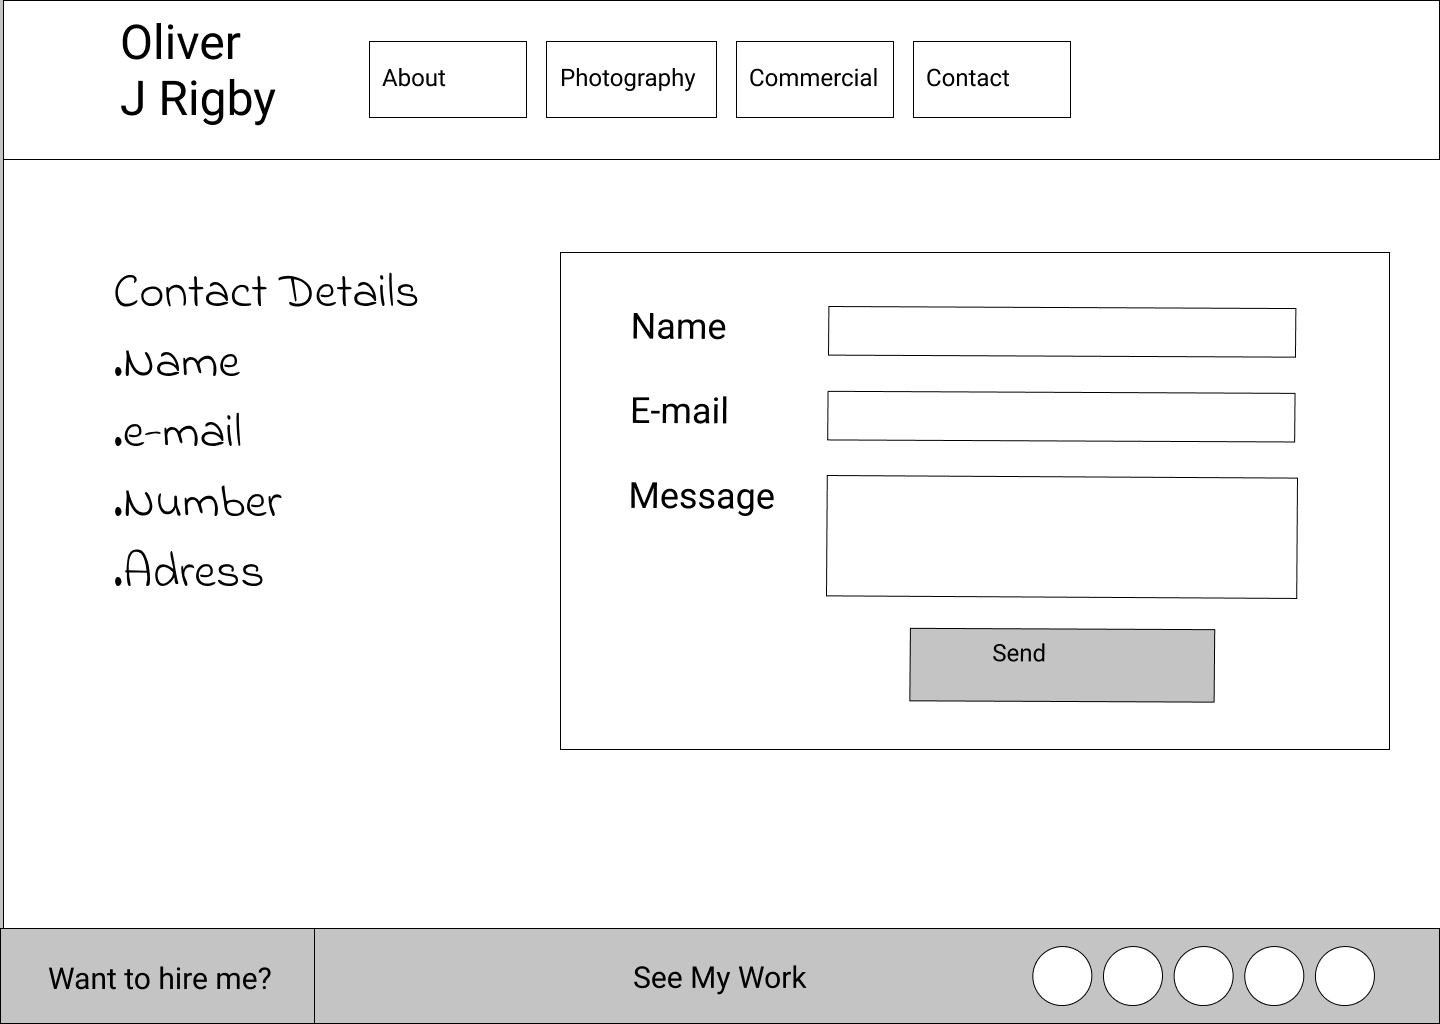 Oliver
J Rigby
About
Photography
Commercial
Contact
Contact Details
.Name
.e-mail
.Number
.Adress
Name
E-mail
Message
Send
Want to hire me?
See My Work